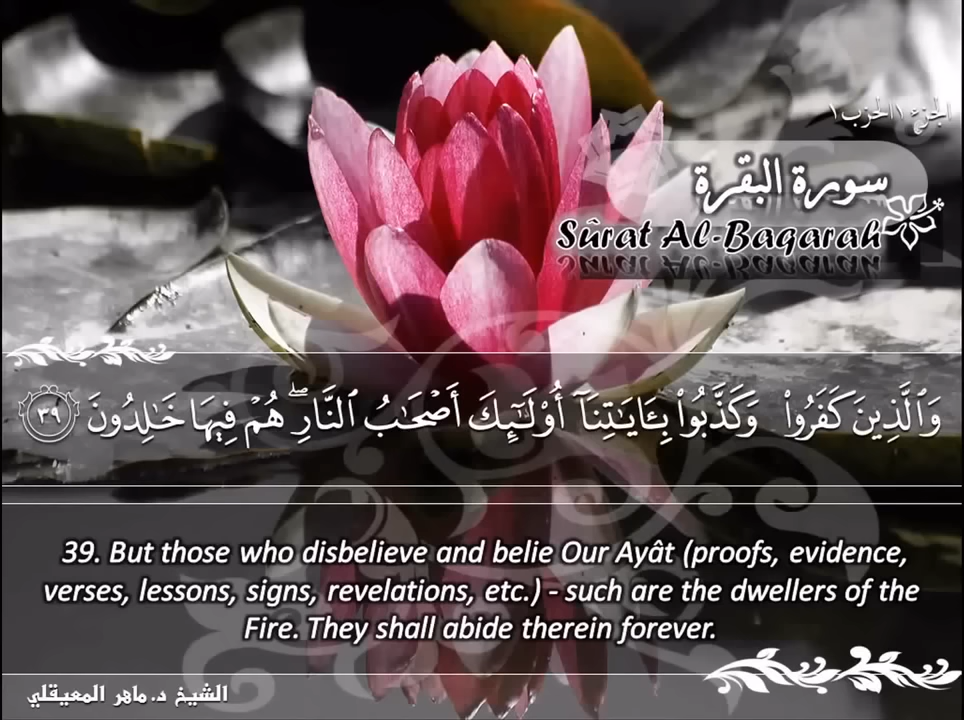 الجزء ١ الحزب ١
سورة البقرة
Sûrat Al-Baqarah
وَٱلَّذِينَ كَفَرُوا۟ وَكَذَّبُوا۟ بِـَٔايَـٰتِنَآ أُو۟لَـٰٓئِكَ أَصْحَـٰبُ ٱلنَّارِ ۖ هُمْ فِيهَا خَـٰلِدُونَ ٣٩
39. But those who disbelieve and belie Our Ayât (proofs, evidence,
verses, lessons, signs, revelations, etc.) - such are the dwellers of the
Fire. They shall abide therein forever.
الشيخ د. ماهر المعيقلي